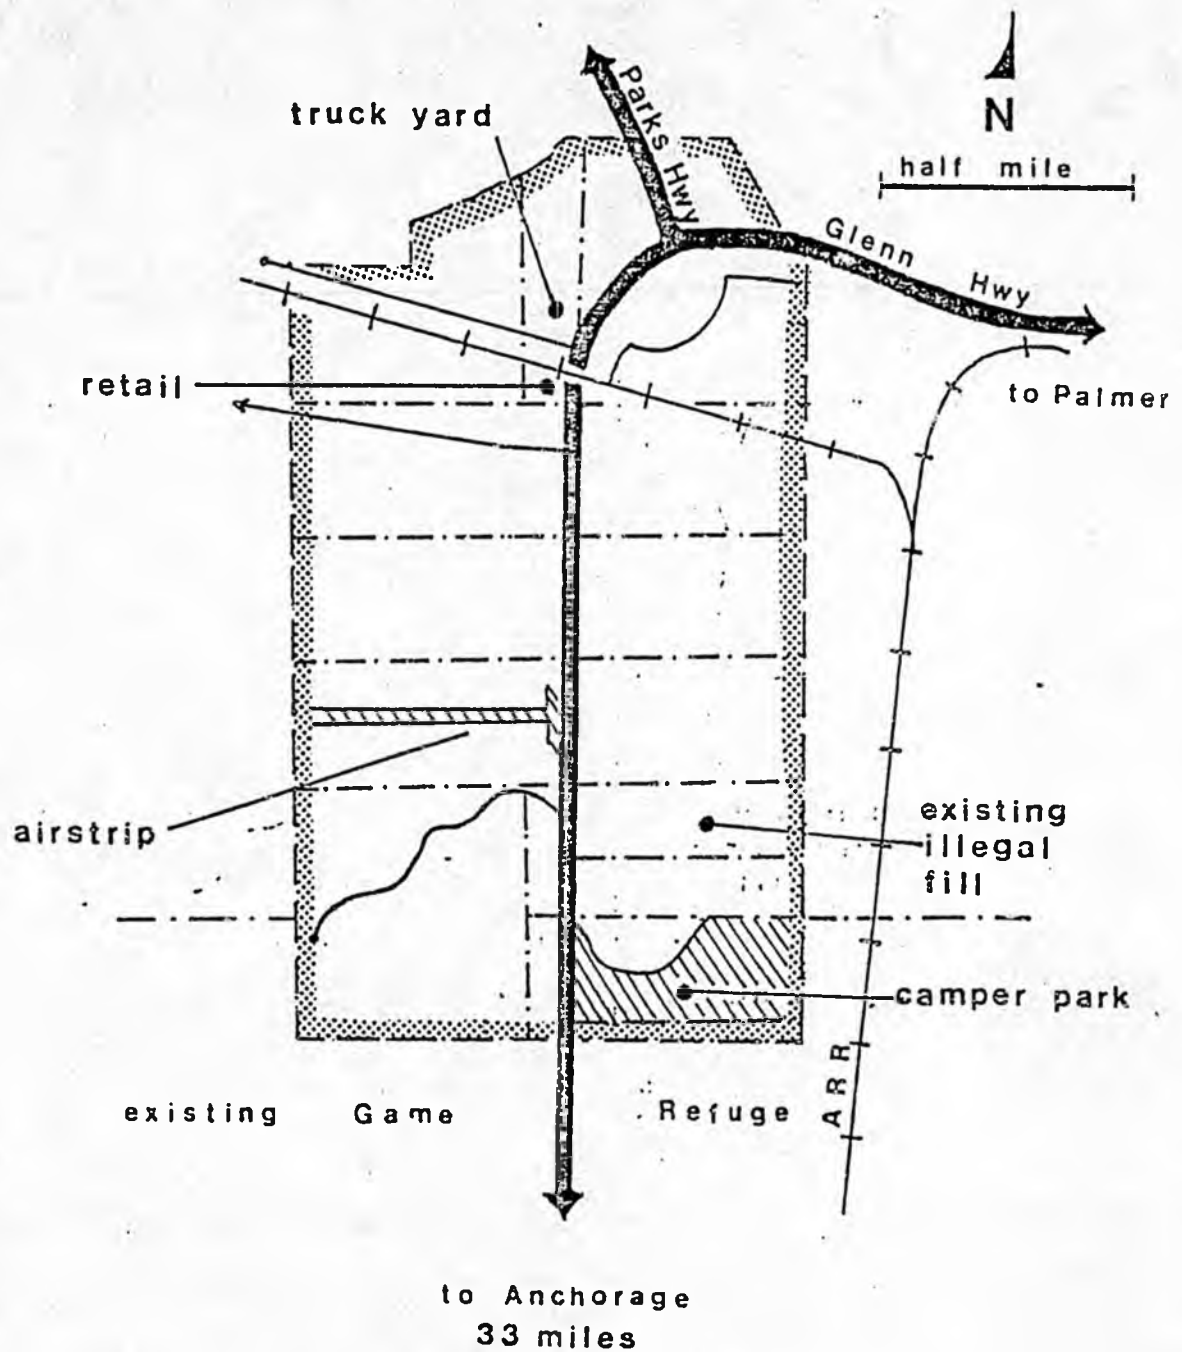 Parks Hwy
truck yard
N
half mile
Glenn Hwy
retail
to Palmer
airstrip
existing
illegal
fill
camper park
ARR
existing Game Refuge
to Anchorage
33 miles